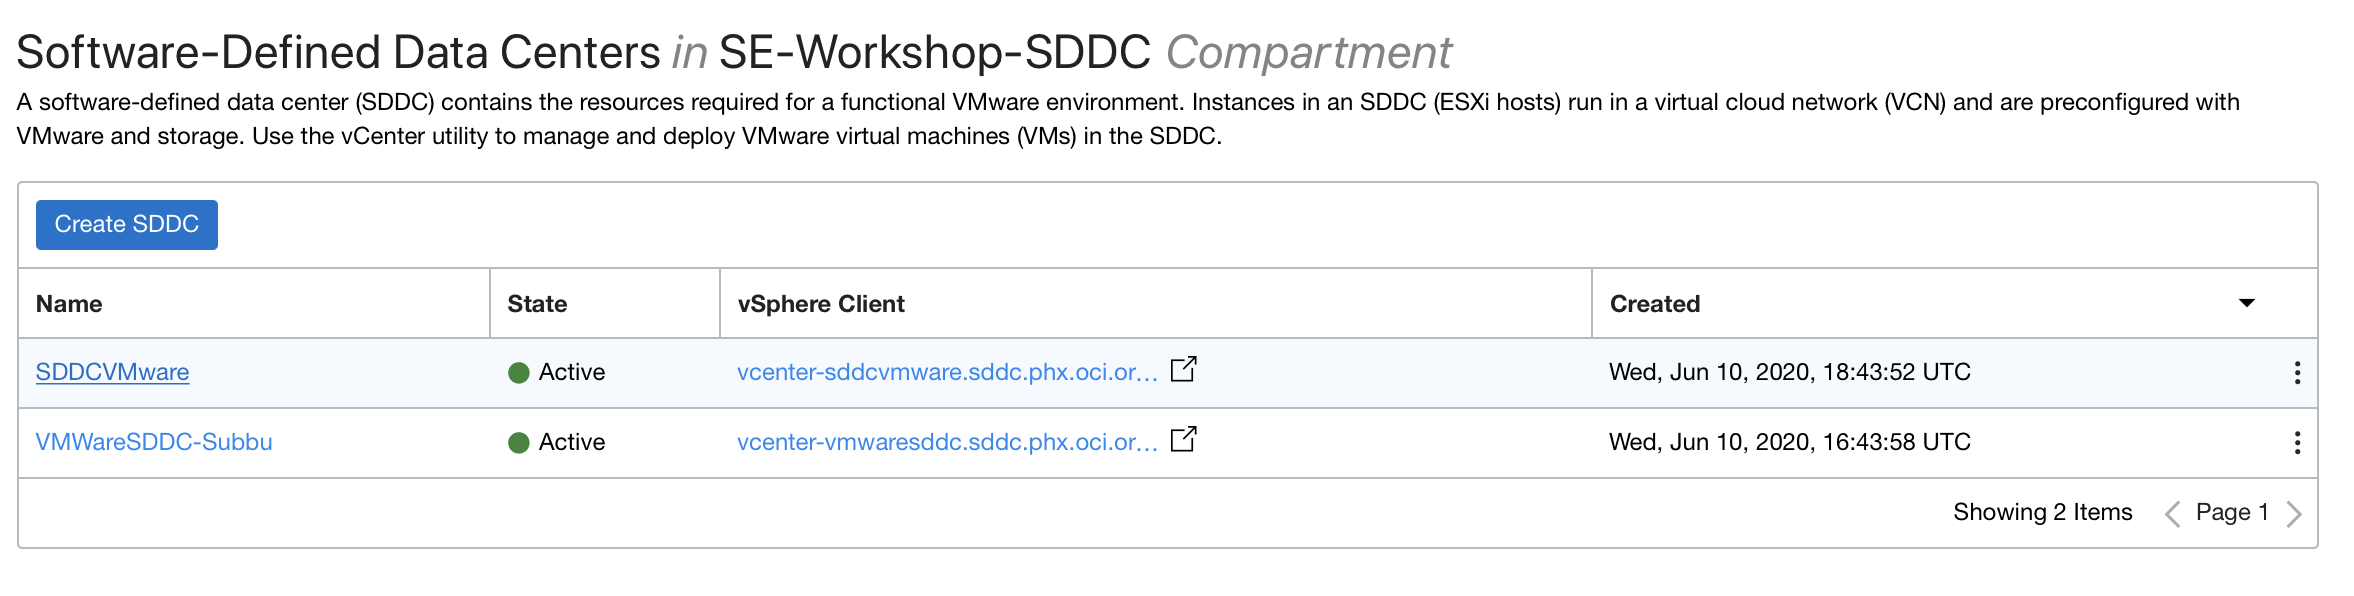 Software-Defined Data Centers in SE-Workshop-SDDC Compartment
A software-defined data center (SDDC) contains the resources required for a functional VMware environment. Instances in an SDDC (ESXi hosts) run in a virtual cloud network (VCN) and are preconfigured with
VMware and storage. Use the vCenter utility to manage and deploy VMware virtual machines (VMs) in the SDDC.
Create SDDC
Name State vSphere Client Created
SDDCVMware Active vcenter-sddcvmware.sddc.phx.oci.or... Wed, Jun 10, 2020, 18:43:52 UTC
VMWareSDDC-Subbu Active vcenter-vmwaresddc.sddc.phx.oci.or... Wed, Jun 10, 2020, 16:43:58 UTC
Showing 2 Items Page 1